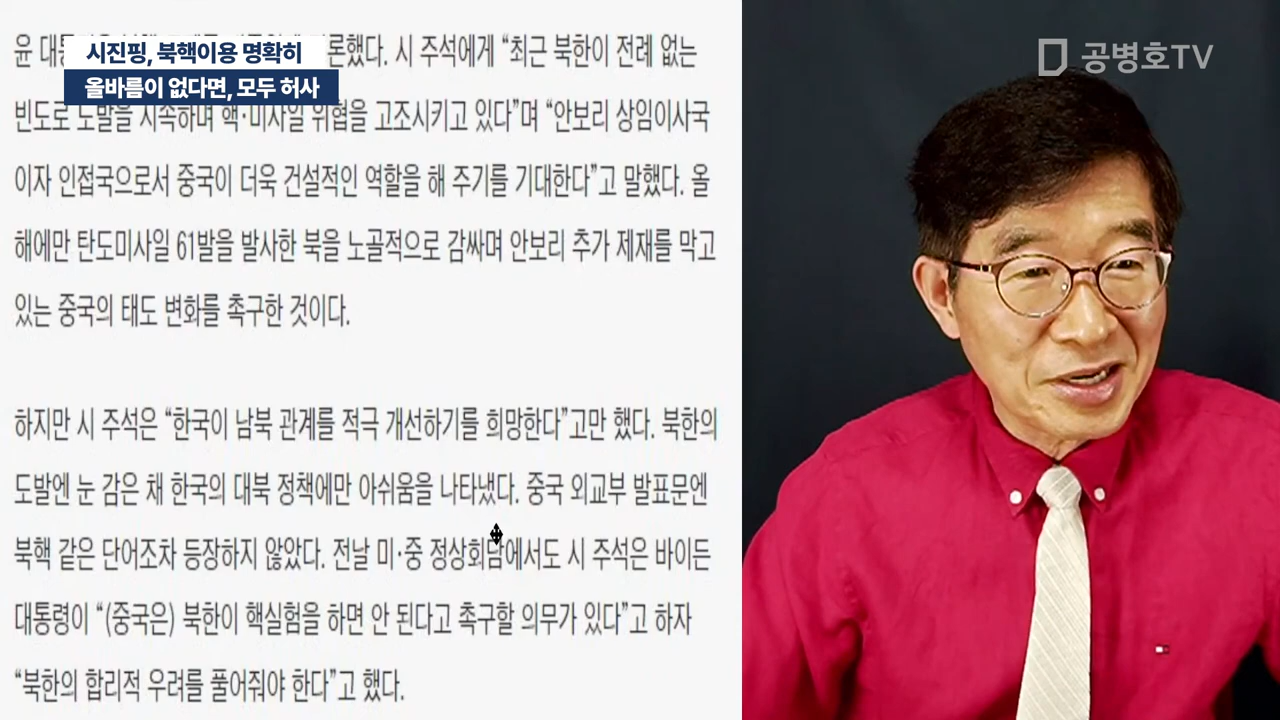 시진핑, 북핵이용 명확히
올바름이 없다면, 모두 허사
공병호TV
윤 론했다. 시 주석에게 “최근 북한이 전례 없는
빈도로 도발을 지속하며 핵·미사일 위협을 고조시키고 있다”며 “안보리 상임이사국
이자 인접국으로서 중국이 더욱 건설적인 역할을 해 주기를 기대한다”고 말했다. 올
해에만 탄도미사일 61발을 발사한 북을 노골적으로 감싸며 안보리 추가 제재를 막고
있는 중국의 태도 변화를 촉구한 것이다.
하지만 시 주석은 “한국이 남북 관계를 적극 개선하기를 희망한다”고만 했다. 북한의
도발엔 눈 감은 채 한국의 대북 정책에만 아쉬움을 나타냈다. 중국 외교부 발표문엔
북핵 같은 단어조차 등장하지 않았다. 전날 미·중 정상회담에서도 시 주석은 바이든
대통령이 “(중국은) 북한이 핵실험을 하면 안 된다고 촉구할 의무가 있다”고 하자
“북한의 합리적 우려를 풀어줘야 한다”고 했다.